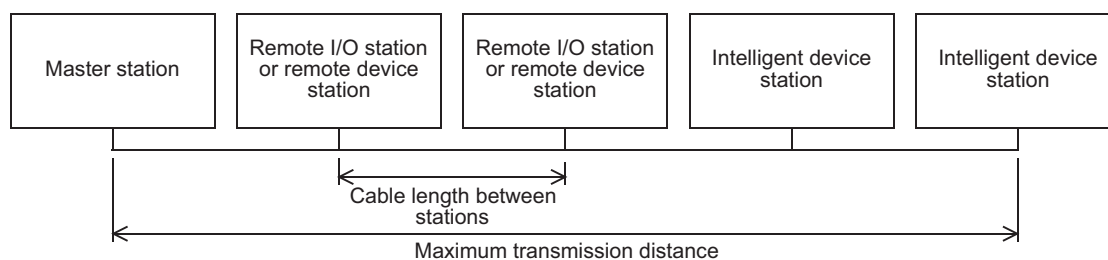 Master station
Remote I/O station
or remote device
station
Remote I/O station
or remote device
station
Intelligent device
station
Intelligent device
station
Cable length between
stations
Maximum transmission distance